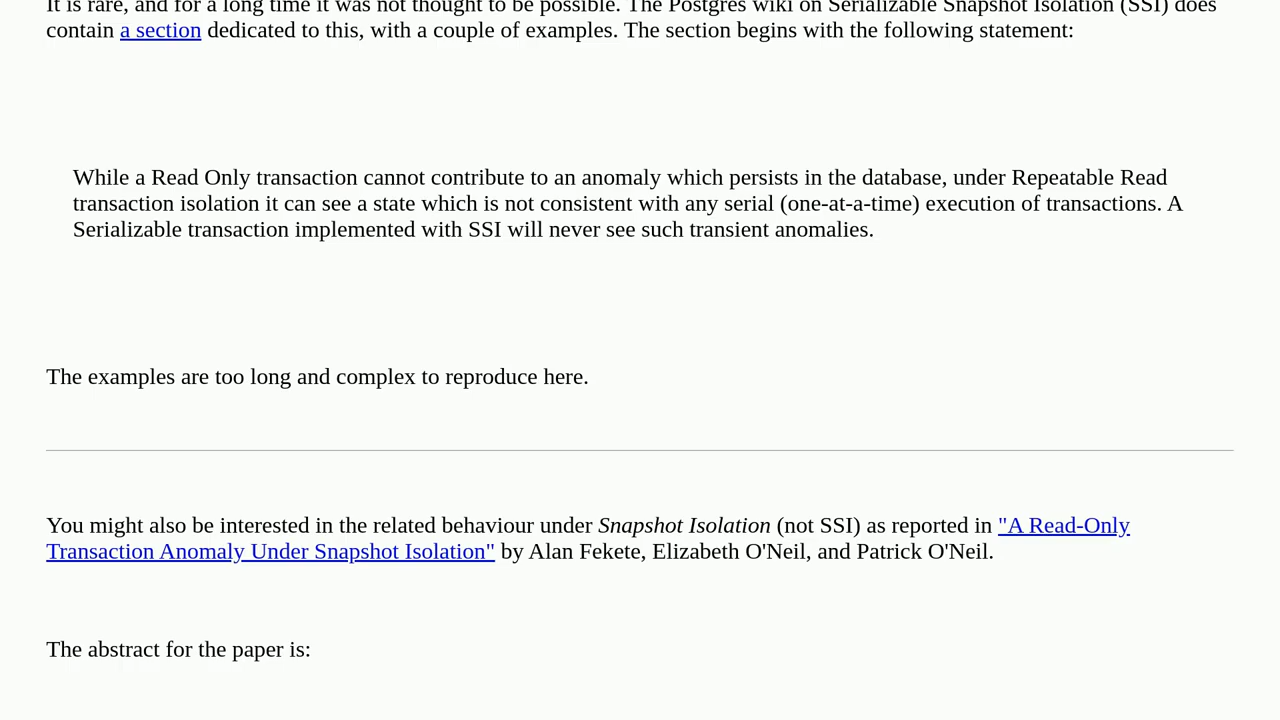 It is rare, and for a long time it was not thought to be possible. The Postgres wiki on Serializable Snapshot Isolation (SSI) does
contain a section dedicated to this, with a couple of examples. The section begins with the following statement:
While a Read Only transaction cannot contribute to an anomaly which persists in the database, under Repeatable Read
transaction isolation it can see a state which is not consistent with any serial (one-at-a-time) execution of transactions. A
Serializable transaction implemented with SSI will never see such transient anomalies.
The examples are too long and complex to reproduce here.
You might also be interested in the related behaviour under Snapshot Isolation (not SSI) as reported in "A Read-Only
Transaction Anomaly Under Snapshot Isolation" by Alan Fekete, Elizabeth O'Neil, and Patrick O'Neil.
The abstract for the paper is: